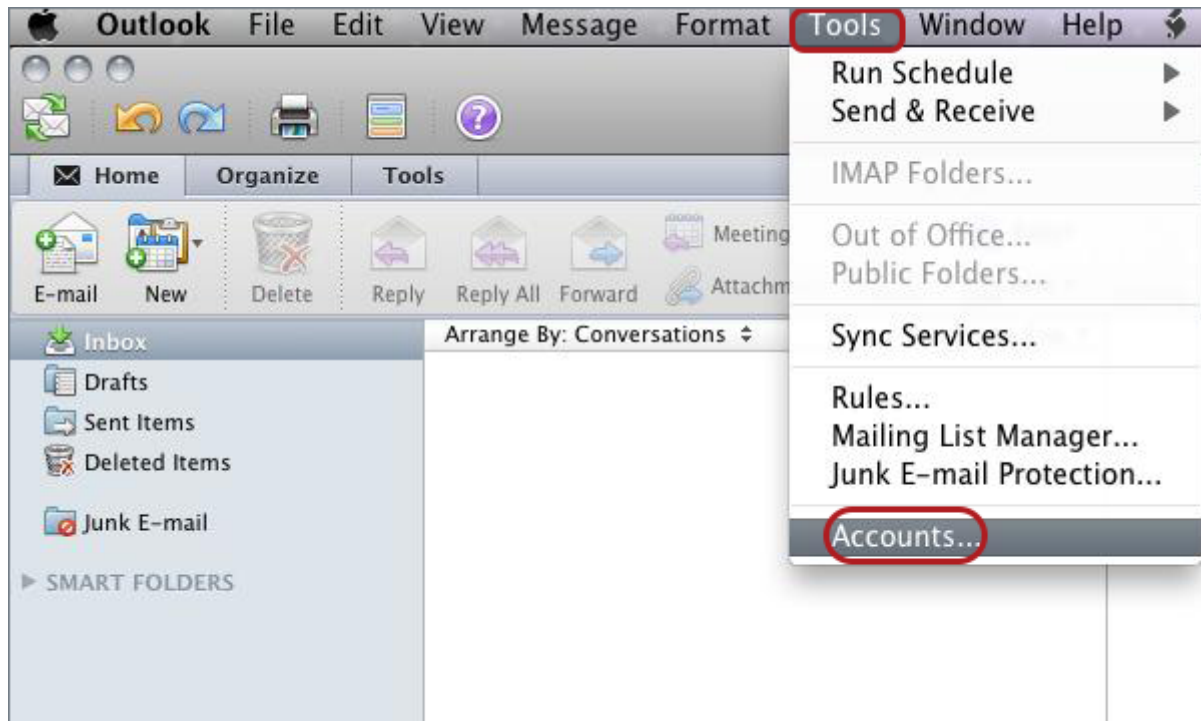 Outlook File Edit View Message Format Tools Window Help
Run Schedule
Send & Receive
IMAP Folders...
Out of Office...
Public Folders...
Sync Services...
Rules...
Mailing List Manager...
Junk E-mail Protection...
Accounts...
Home Organize Tools
Meeting
E-mail New Delete Reply Reply All Forward Attachm
Arrange By: Conversations
Inbox
Drafts
Sent Items
Deleted Items
Junk E-mail
SMART FOLDERS